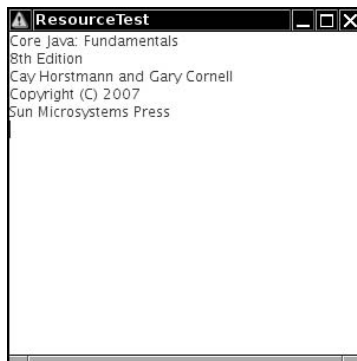 ResourceTest
Core Java: Fundamentals
8th Edition
Cay Horstmann and Gary Cornell
Copyright (C) 2007
Sun Microsystems Press